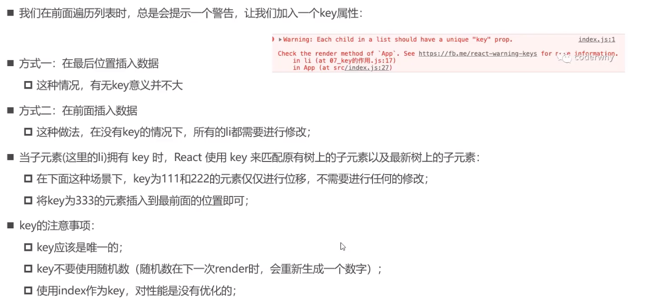 我们在前面遍历列表时，总是会提示一个警告，让我们加入一个key属性：
Warning: Each child in a list should have a unique "key" prop. index.js:1
Check the render method of `App`. See https://fb.me/react-warning-keys for more information.
in li (at 07_key的作用.js:17)
in App (at src/index.js:27)
coderwhy
方式一：在最后位置插入数据
这种情况，有无key意义并不大
方式二：在前面插入数据
这种做法，在没有key的情况下，所有的li都需要进行修改；
当子元素(这里的li)拥有 key 时，React 使用 key 来匹配原有树上的子元素以及最新树上的子元素：
在下面这种场景下，key为111和222的元素仅仅进行位移，不需要进行任何的修改；
将key为333的元素插入到最前面的位置即可；
key的注意事项：
key应该是唯一的；
key不要使用随机数（随机数在下一次render时，会重新生成一个数字）；
使用index作为key，对性能是没有优化的；